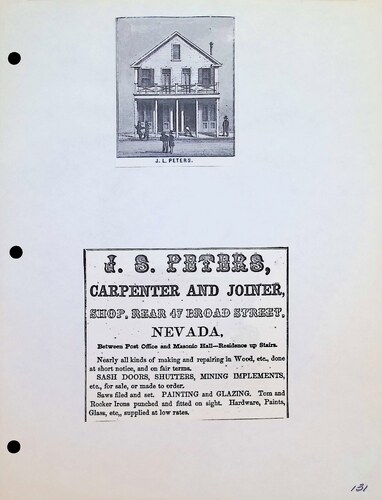 J. L. PETERS.
J. S. PETERS,
CARPENTER AND JOINER,
SHOP, REAR 47 BROAD STREET.
NEVADA,
Between Post Office and Masonic Hall—Residence up Stairs.
Nearly all kinds of making and repairing in Wood, etc., done
at short notice, and on fair terms.
SASH DOORS, SHUTTERS, MINING IMPLEMENTS,
etc., for sale, or made to order.
Saws filed and set. PAINTING and GLAZING. Tom and
Rocker Irons punched and fitted on sight. Hardware, Paints,
Glass, etc., supplied at low rates.
131